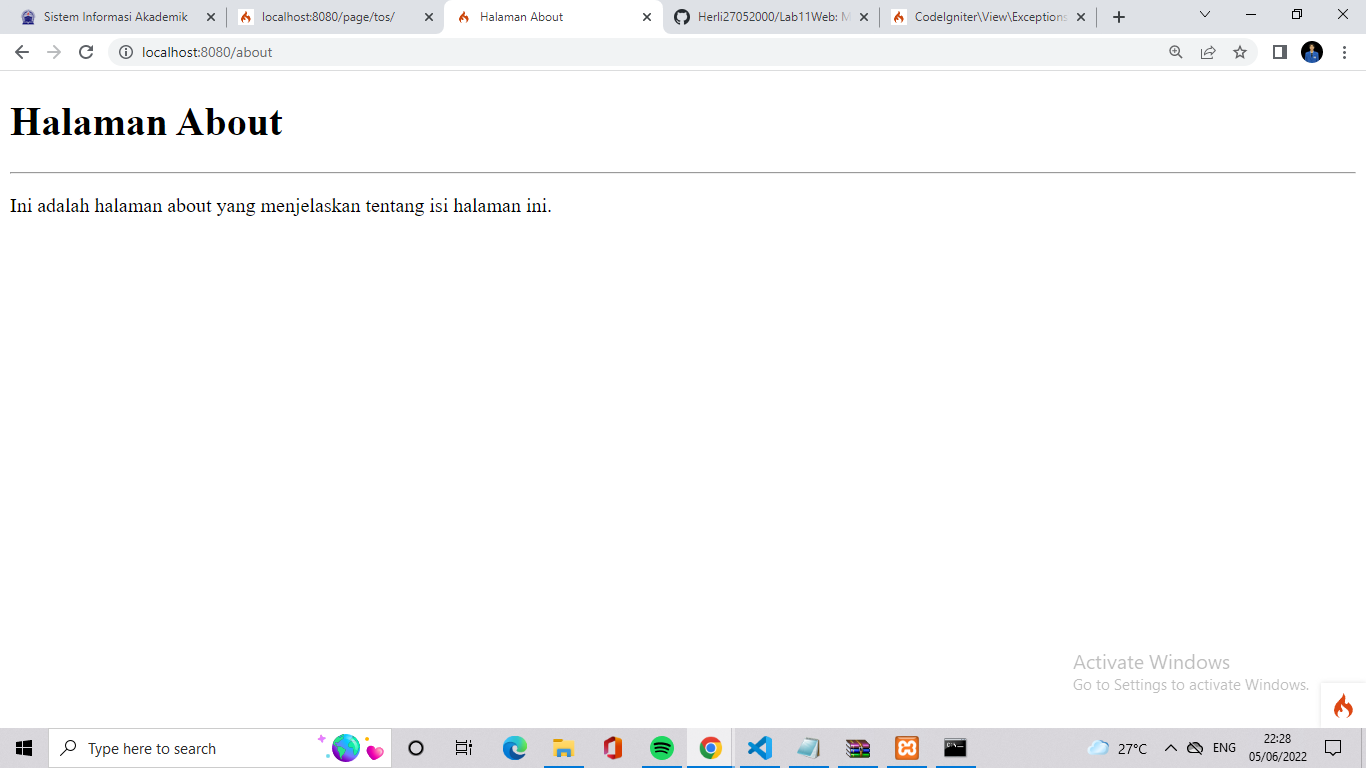 Sistem Informasi Akademik
localhost:8080/page/tos/
Halaman About
Herli27052000/Lab11Web: M
CodeIgniter\View\Exceptions
localhost:8080/about
Halaman About
Ini adalah halaman about yang menjelaskan tentang isi halaman ini.
Activate Windows
Go to Settings to activate Windows.
Type here to search
27°C
ENG
22:28
05/06/2022